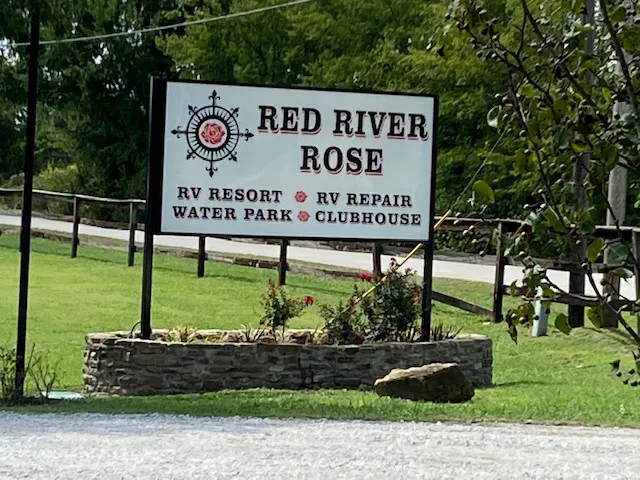 RED RIVER
ROSE
RV RESORT RV REPAIR
WATER PARK CLUBHOUSE